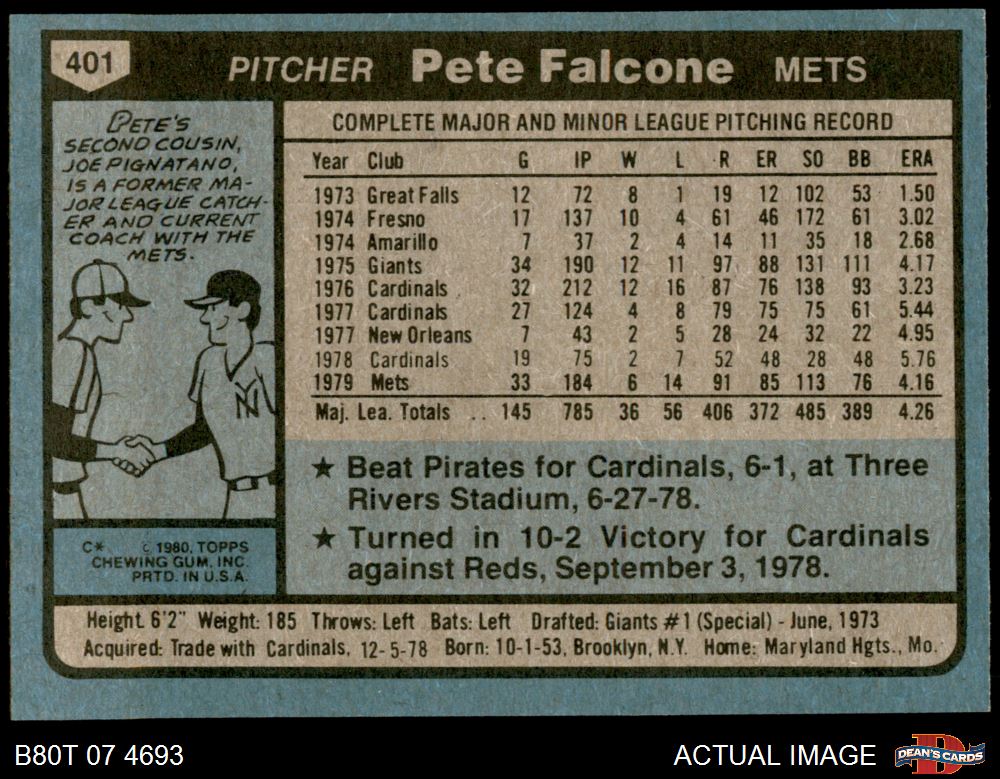 401
PITCHER Pete Falcone METS
PETE'S
SECOND COUSIN,
JOE PIGNATANO,
IS A FORMER MA-
JOR LEAGUE CATCH-
ER AND CURRENT
COACH WITH THE
METS.
NY
C* © 1980, TOPPS
CHEWING GUM, INC.
PRTD. IN U.S.A.
COMPLETE MAJOR AND MINOR LEAGUE PITCHING RECORD
Year Club G IP W L R ER SO BB ERA
1973 Great Falls 12 72 8 1 19 12 102 53 1.50
1974 Fresno 17 137 10 4 61 46 172 61 3.02
1974 Amarillo 7 37 2 4 14 11 35 18 2.68
1975 Giants 34 190 12 11 97 88 131 111 4.17
1976 Cardinals 32 212 12 16 87 76 138 93 3.23
1977 Cardinals 27 124 4 8 79 75 75 61 5.44
1977 New Orleans 7 43 2 5 28 24 32 22 4.95
1978 Cardinals 19 75 2 7 52 48 28 48 5.76
1979 Mets 33 184 6 14 91 85 113 76 4.16
Maj. Lea. Totals .. 145 785 36 56 406 372 485 389 4.26
★ Beat Pirates for Cardinals, 6-1, at Three
Rivers Stadium, 6-27-78.
★ Turned in 10-2 Victory for Cardinals
against Reds, September 3, 1978.
Height: 6'2" Weight: 185 Throws: Left Bats: Left Drafted: Giants #1 (Special) - June, 1973
Acquired: Trade with Cardinals, 12-5-78 Born: 10-1-53, Brooklyn, N.Y. Home: Maryland Hgts., Mo.
B80T 07 4693
ACTUAL IMAGE
D
DEAN'S CARDS